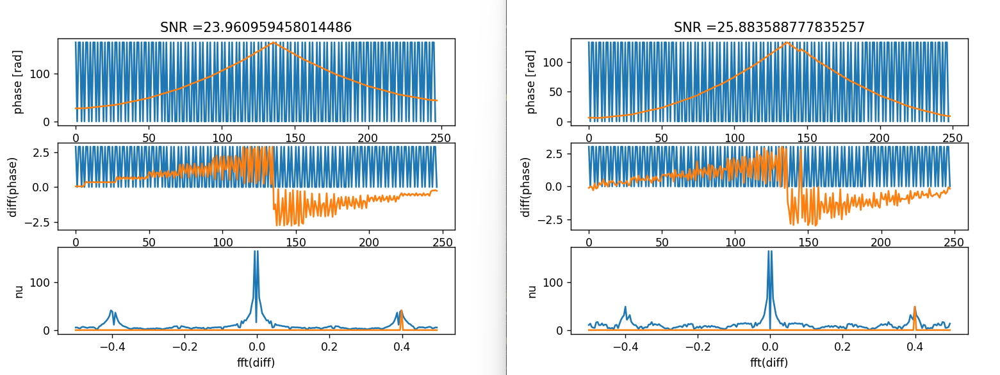 SNR =23.960959458014486
phase [rad]
100
0
0 50 100 150 200 250
diff(phase)
2.5
0.0
−2.5
0 50 100 150 200 250
nu
100
0
−0.4 −0.2 0.0 0.2 0.4
fft(diff)
SNR =25.883588777835257
phase [rad]
100
50
0
0 50 100 150 200 250
diff(phase)
2.5
0.0
−2.5
0 50 100 150 200 250
nu
100
0
−0.4 −0.2 0.0 0.2 0.4
fft(diff)